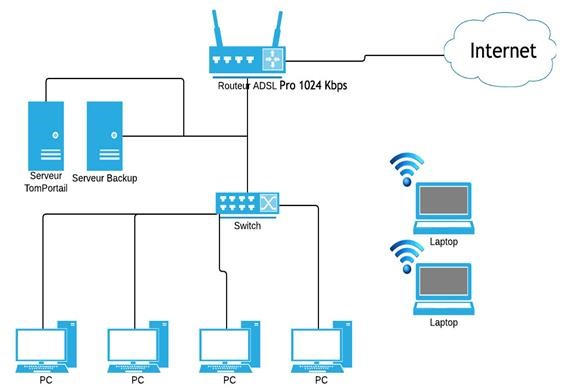 Internet
Routeur ADSL Pro 1024 Kbps
Serveur
TomPortail
Serveur Backup
Switch
Laptop
Laptop
PC
PC
PC
PC